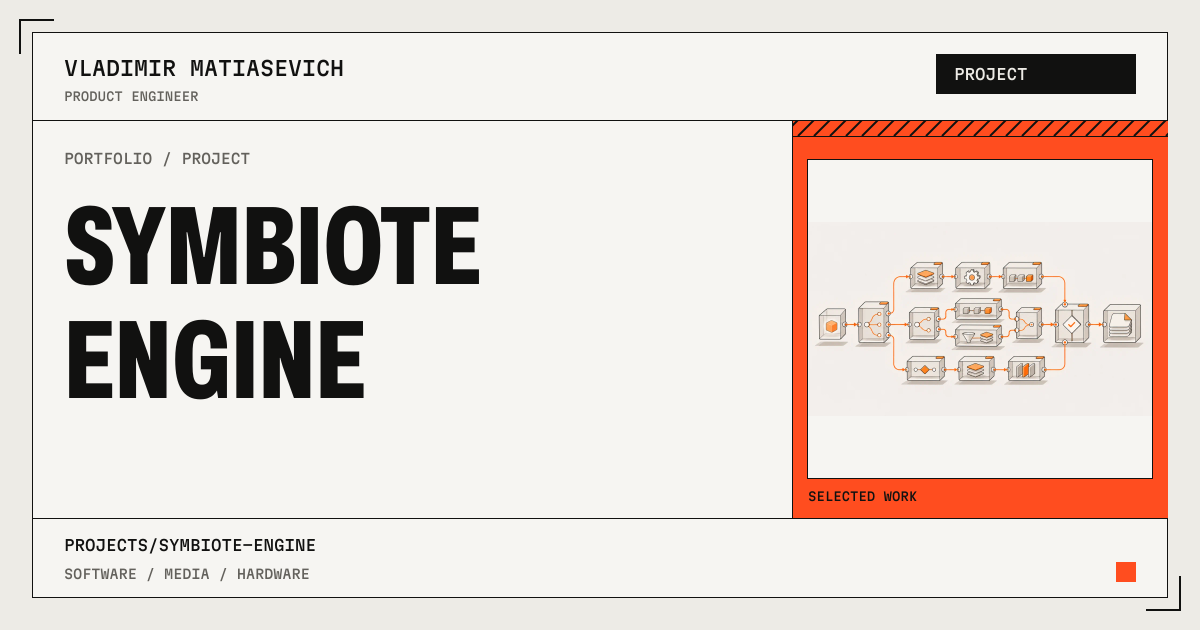 VLADIMIR MATIASEVICH
PRODUCT ENGINEER
PROJECT
PORTFOLIO / PROJECT
SYMBIOTE
ENGINE
SELECTED WORK
PROJECTS/SYMBIOTE–ENGINE
SOFTWARE / MEDIA / HARDWARE